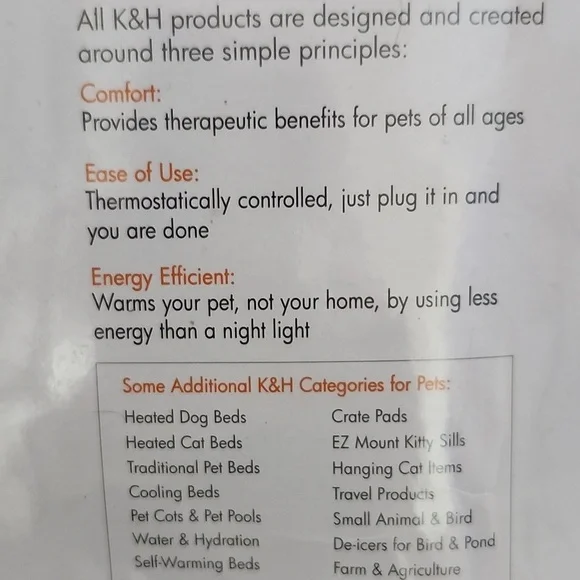 All K&H products are designed and created
around three simple principles:
Comfort:
Provides therapeutic benefits for pets of all ages
Ease of Use:
Thermostatically controlled, just plug it in and
you are done
Energy Efficient:
Warms your pet, not your home, by using less
energy than a night light
Some Additional K&H Categories for Pets:
Heated Dog Beds
Heated Cat Beds
Traditional Pet Beds
Cooling Beds
Pet Cots & Pet Pools
Water & Hydration
Self-Warming Beds
Crate Pads
EZ Mount Kitty Sills
Hanging Cat Items
Travel Products
Small Animal & Bird
De-icers for Bird & Pond
Farm & Agriculture